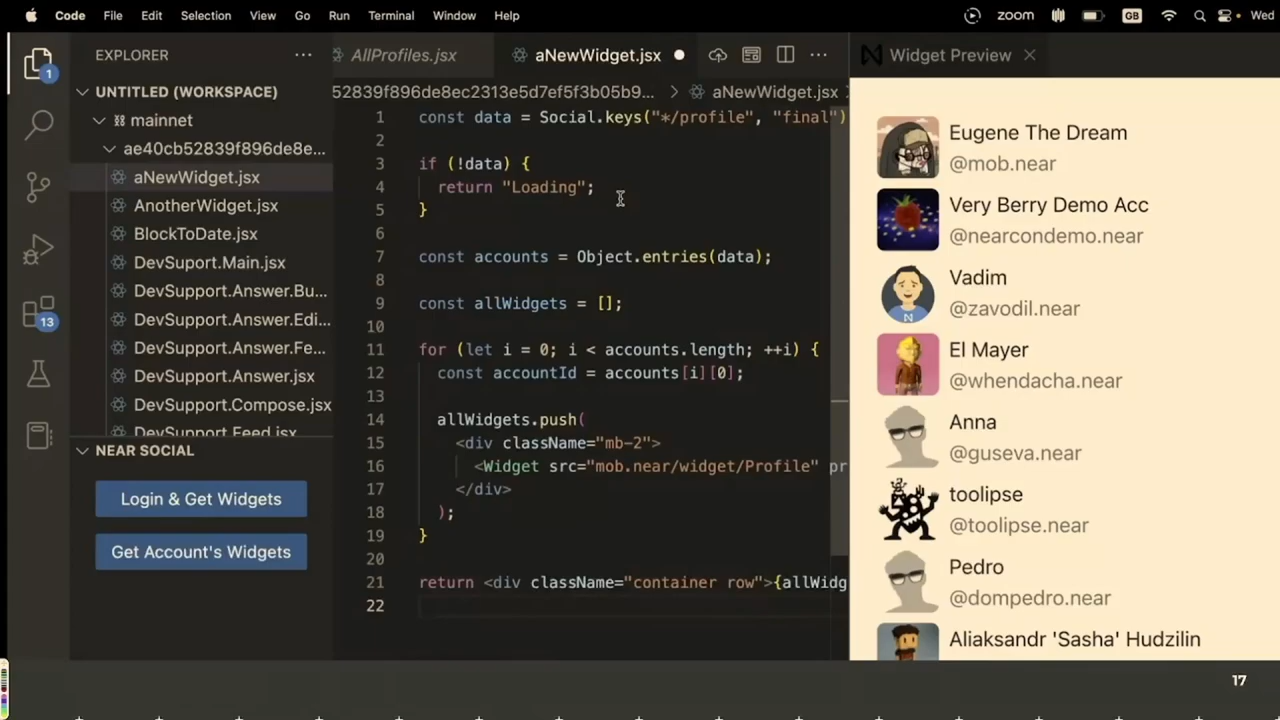 Code File Edit Selection View Go Run Terminal Window Help zoom GB Wed
EXPLORER
1
UNTITLED (WORKSPACE)
mainnet
ae40cb52839f896de8e...
aNewWidget.jsx
AnotherWidget.jsx
BlockToDate.jsx
DevSuport.Main.jsx
DevSupport.Answer.Bu...
DevSupport.Answer.Edi...
DevSupport.Answer.Fe...
DevSupport.Answer.jsx
DevSupport.Compose.jsx
DevSupport.Feed.jsx
13
NEAR SOCIAL
Login & Get Widgets
Get Account's Widgets
AllProfiles.jsx aNewWidget.jsx
52839f896de8ec2313e5d7ef5f3b05b9... > aNewWidget.jsx
1 const data = Social.keys("*/profile", "final")
2
3 if (!data) {
4 return "Loading";
5 }
6
7 const accounts = Object.entries(data);
8
9 const allWidgets = [];
10
11 for (let i = 0; i < accounts.length; ++i) {
12 const accountId = accounts[i][0];
13
14 allWidgets.push(
15 <div className="mb-2">
16 <Widget src="mob.near/widget/Profile" pr
17 </div>
18 );
19 }
20
21 return <div className="container row">{allWidg
22
Widget Preview
Eugene The Dream
@mob.near
Very Berry Demo Acc
@nearcondemo.near
Vadim
@zavodil.near
El Mayer
@whendacha.near
Anna
@guseva.near
toolipse
@toolipse.near
Pedro
@dompedro.near
Aliaksandr 'Sasha' Hudzilin
17